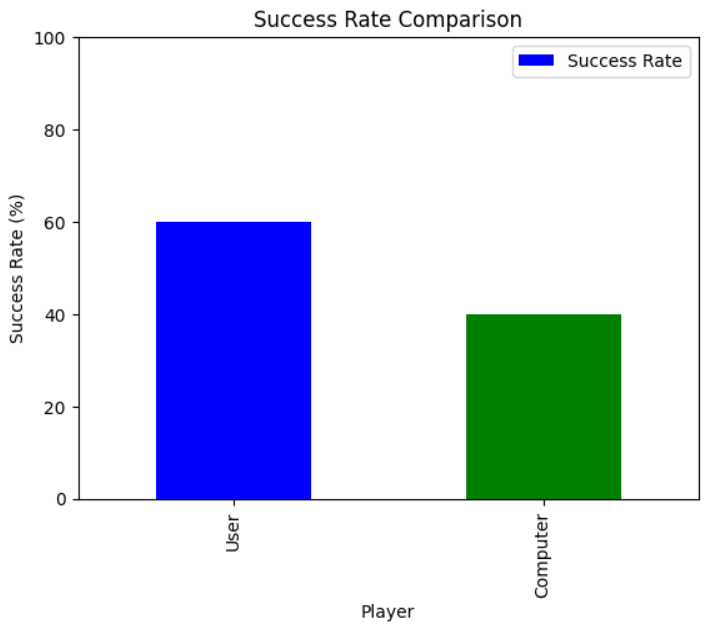 Success Rate Comparison
Success Rate
Success Rate (%)
100
80
60
40
20
0
User
Computer
Player